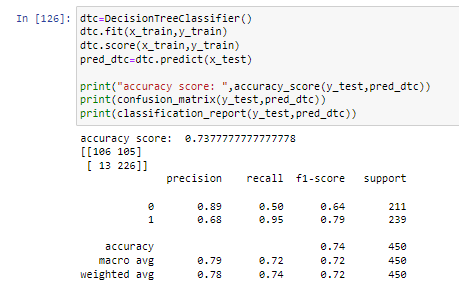 In [126]: dtc=DecisionTreeClassifier()
dtc.fit(x_train,y_train)
dtc.score(x_train,y_train)
pred_dtc=dtc.predict(x_test)
print("accuracy score: ",accuracy_score(y_test,pred_dtc))
print(confusion_matrix(y_test,pred_dtc))
print(classification_report(y_test,pred_dtc))
accuracy score:  0.7377777777777778
[[106 105]
 [ 13 226]]
precision    recall  f1-score   support
0       0.89      0.50      0.64       211
1       0.68      0.95      0.79       239
accuracy                           0.74       450
macro avg       0.79      0.72      0.72       450
weighted avg       0.78      0.74      0.72       450